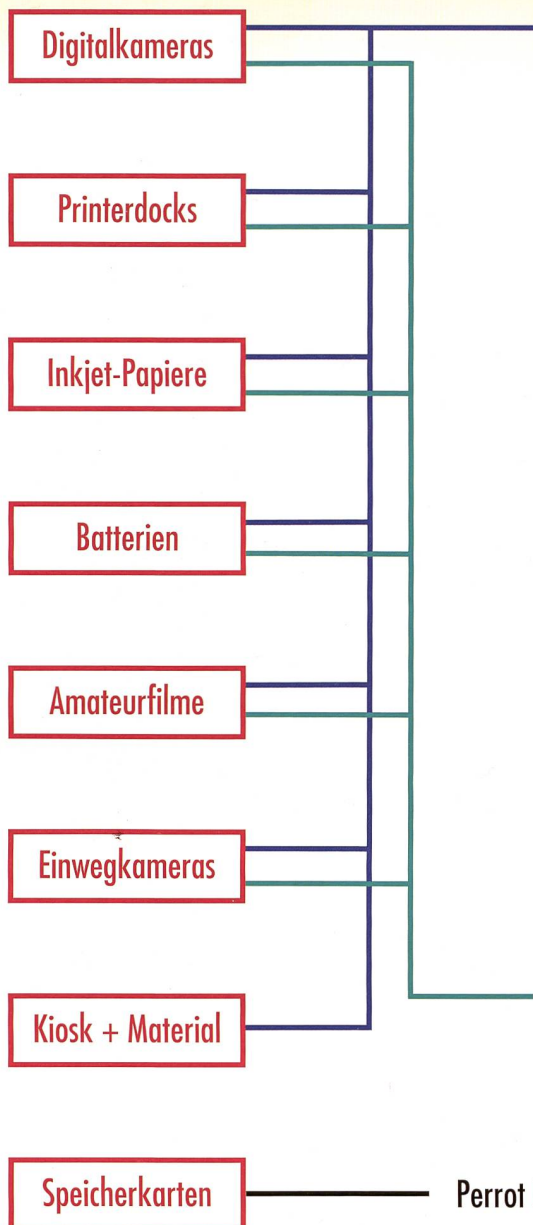 Digitalkameras
Printerdocks
Inkjet-Papiere
Batterien
Amateurfilme
Einwegkameras
Kiosk + Material
Speicherkarten
Perrot